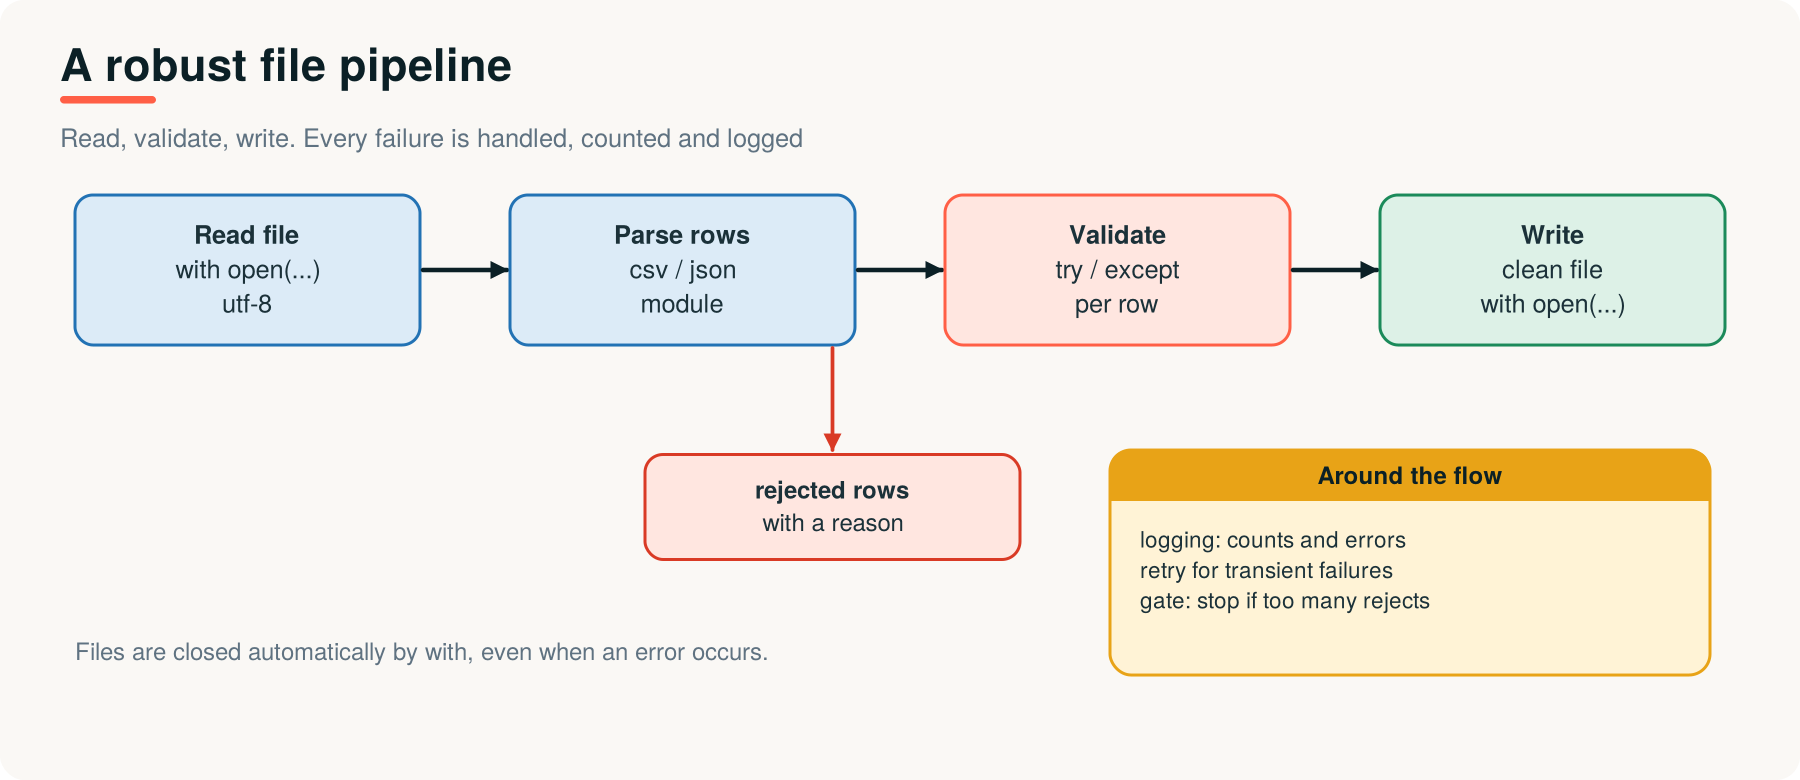 A robust file pipeline
Read, validate, write. Every failure is handled, counted and logged
Read file
with open(...)
utf-8
Parse rows
csv / json
module
Validate
try / except
per row
Write
clean file
with open(...)
rejected rows
with a reason
Around the flow
logging: counts and errors
retry for transient failures
gate: stop if too many rejects
Files are closed automatically by with, even when an error occurs.